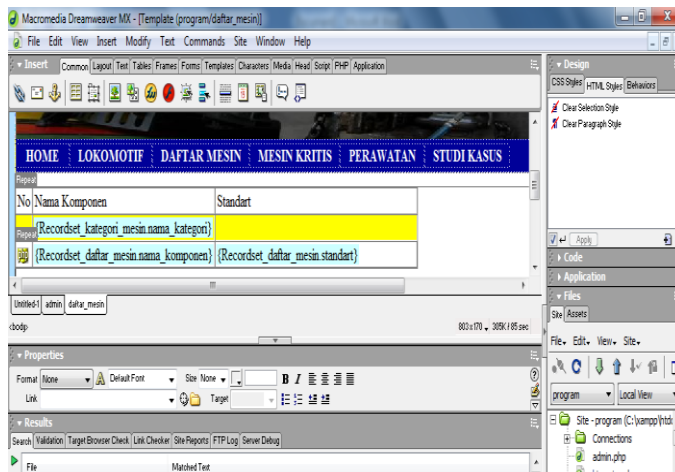 Macromedia Dreamweaver MX - [Template (program/daftar_mesin)]
File Edit View Insert Modify Text Commands Site Window Help
Insert Common Layout Text Tables Frames Forms Templates Characters Media Head Script PHP Application
Design
CSS Styles HTML Styles Behaviors
Clear Selection Style
Clear Paragraph Style
HOME LOKOMOTIF DAFTAR MESIN MESIN KRITIS PERAWATAN STUDI KASUS
Repeat
No Nama Komponen Standart
{Recordset_kategori_mesin.nama_kategori}
Repeat
{Recordset_daftar_mesin.nama_komponen} {Recordset_daftar_mesin.standart}
Apply
Code
Application
Files
Untitled-1 admin daftar_mesin
Site Assets
<body> 803 x 170 305K / 85 sec
File Edit View Site
Properties
Format None Default Font Size None B I
Link Target
program Local View
Results
Search Validation Target Browser Check Link Checker Site Reports FTP Log Server Debug
File Matched Text
Site - program (C:\xampp\htdo
Connections
admin.php